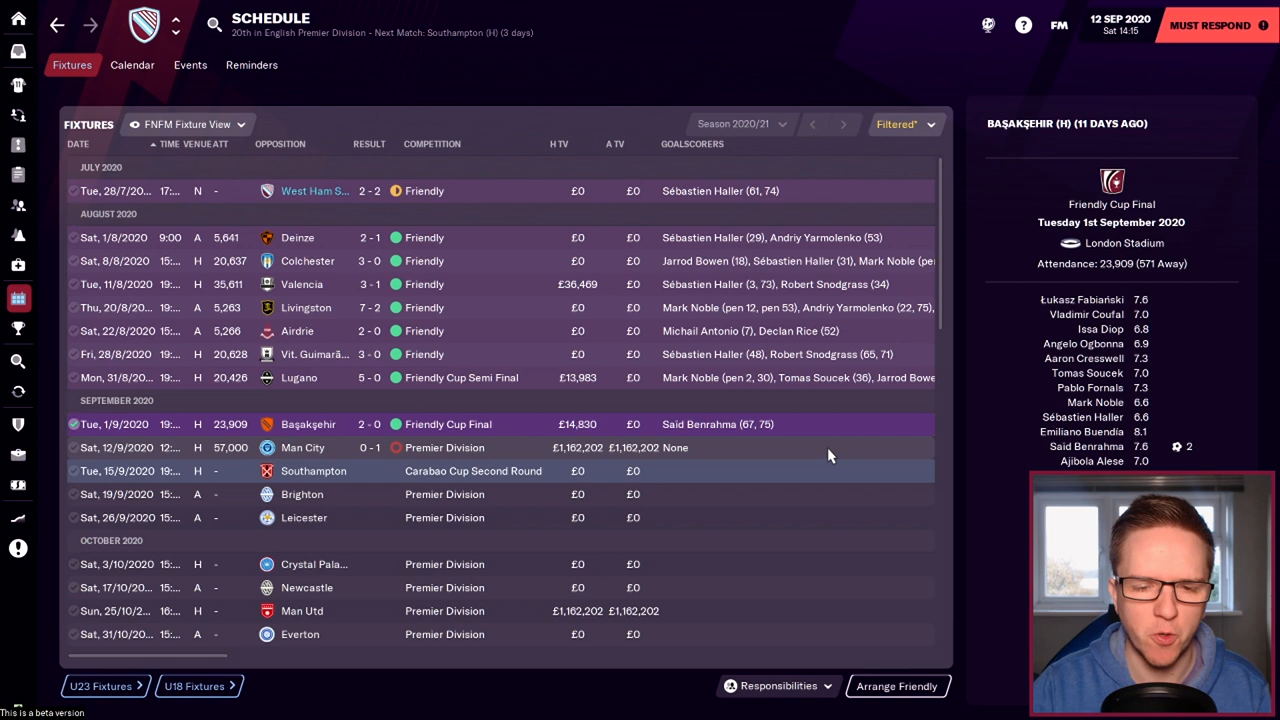 SCHEDULE
20th in English Premier Division - Next Match: Southampton (H) (3 days)
FM
12 SEP 2020
Sat 14:15
MUST RESPOND
Fixtures Calendar Events Reminders
FIXTURES FNFM Fixture View Season 2020/21 Filtered*
DATE TIME VENUE ATT OPPOSITION RESULT COMPETITION H TV A TV GOALSCORERS
JULY 2020
Tue, 28/7/20... 17:... N - West Ham S... 2 - 2 Friendly £0 £0 Sébastien Haller (61, 74)
AUGUST 2020
Sat, 1/8/2020 9:00 A 5,641 Deinze 2 - 1 Friendly £0 £0 Sébastien Haller (29), Andriy Yarmolenko (53)
Sat, 8/8/2020 15:... H 20,637 Colchester 3 - 0 Friendly £0 £0 Jarrod Bowen (18), Sébastien Haller (31), Mark Noble (pe
Tue, 11/8/2020 19:... H 35,611 Valencia 3 - 1 Friendly £36,469 £0 Sébastien Haller (3, 73), Robert Snodgrass (34)
Thu, 20/8/20... 19:... A 5,263 Livingston 7 - 2 Friendly £0 £0 Mark Noble (pen 12, pen 53), Andriy Yarmolenko (22, 75),
Sat, 22/8/2020 15:... A 5,266 Airdrie 2 - 0 Friendly £0 £0 Michail Antonio (7), Declan Rice (52)
Fri, 28/8/2020 19:... H 20,628 Vit. Guimarã... 3 - 0 Friendly £0 £0 Sébastien Haller (48), Robert Snodgrass (65, 71)
Mon, 31/8/20... 19:... H 20,426 Lugano 5 - 0 Friendly Cup Semi Final £13,983 £0 Mark Noble (pen 2, 30), Tomas Soucek (36), Jarrod Bowe
SEPTEMBER 2020
Tue, 1/9/2020 19:... H 23,909 Başakşehir 2 - 0 Friendly Cup Final £14,830 £0 Saïd Benrahma (67, 75)
Sat, 12/9/2020 12:... H 57,000 Man City 0 - 1 Premier Division £1,162,202 £1,162,202 None
Tue, 15/9/2020 19:... H - Southampton Carabao Cup Second Round £0 £0
Sat, 19/9/2020 15:... A - Brighton Premier Division £0 £0
Sat, 26/9/2020 15:... A - Leicester Premier Division £0 £0
OCTOBER 2020
Sat, 3/10/2020 15:... H - Crystal Pala... Premier Division £0 £0
Sat, 17/10/20... 15:... A - Newcastle Premier Division £0 £0
Sun, 25/10/2... 16:... H - Man Utd Premier Division £1,162,202 £1,162,202
Sat, 31/10/20... 15:... A - Everton Premier Division £0 £0
U23 Fixtures U18 Fixtures Responsibilities Arrange Friendly
BAŞAKŞEHIR (H) (11 DAYS AGO)
Friendly Cup Final
Tuesday 1st September 2020
London Stadium
Attendance: 23,909 (571 Away)
Łukasz Fabiański 7.6
Vladimir Coufal 7.0
Issa Diop 6.8
Angelo Ogbonna 6.9
Aaron Cresswell 7.3
Tomas Soucek 7.0
Pablo Fornals 7.3
Mark Noble 6.6
Sébastien Haller 6.6
Emiliano Buendía 8.1
Saïd Benrahma 7.6 2
Ajibola Alese 7.0
This is a beta version